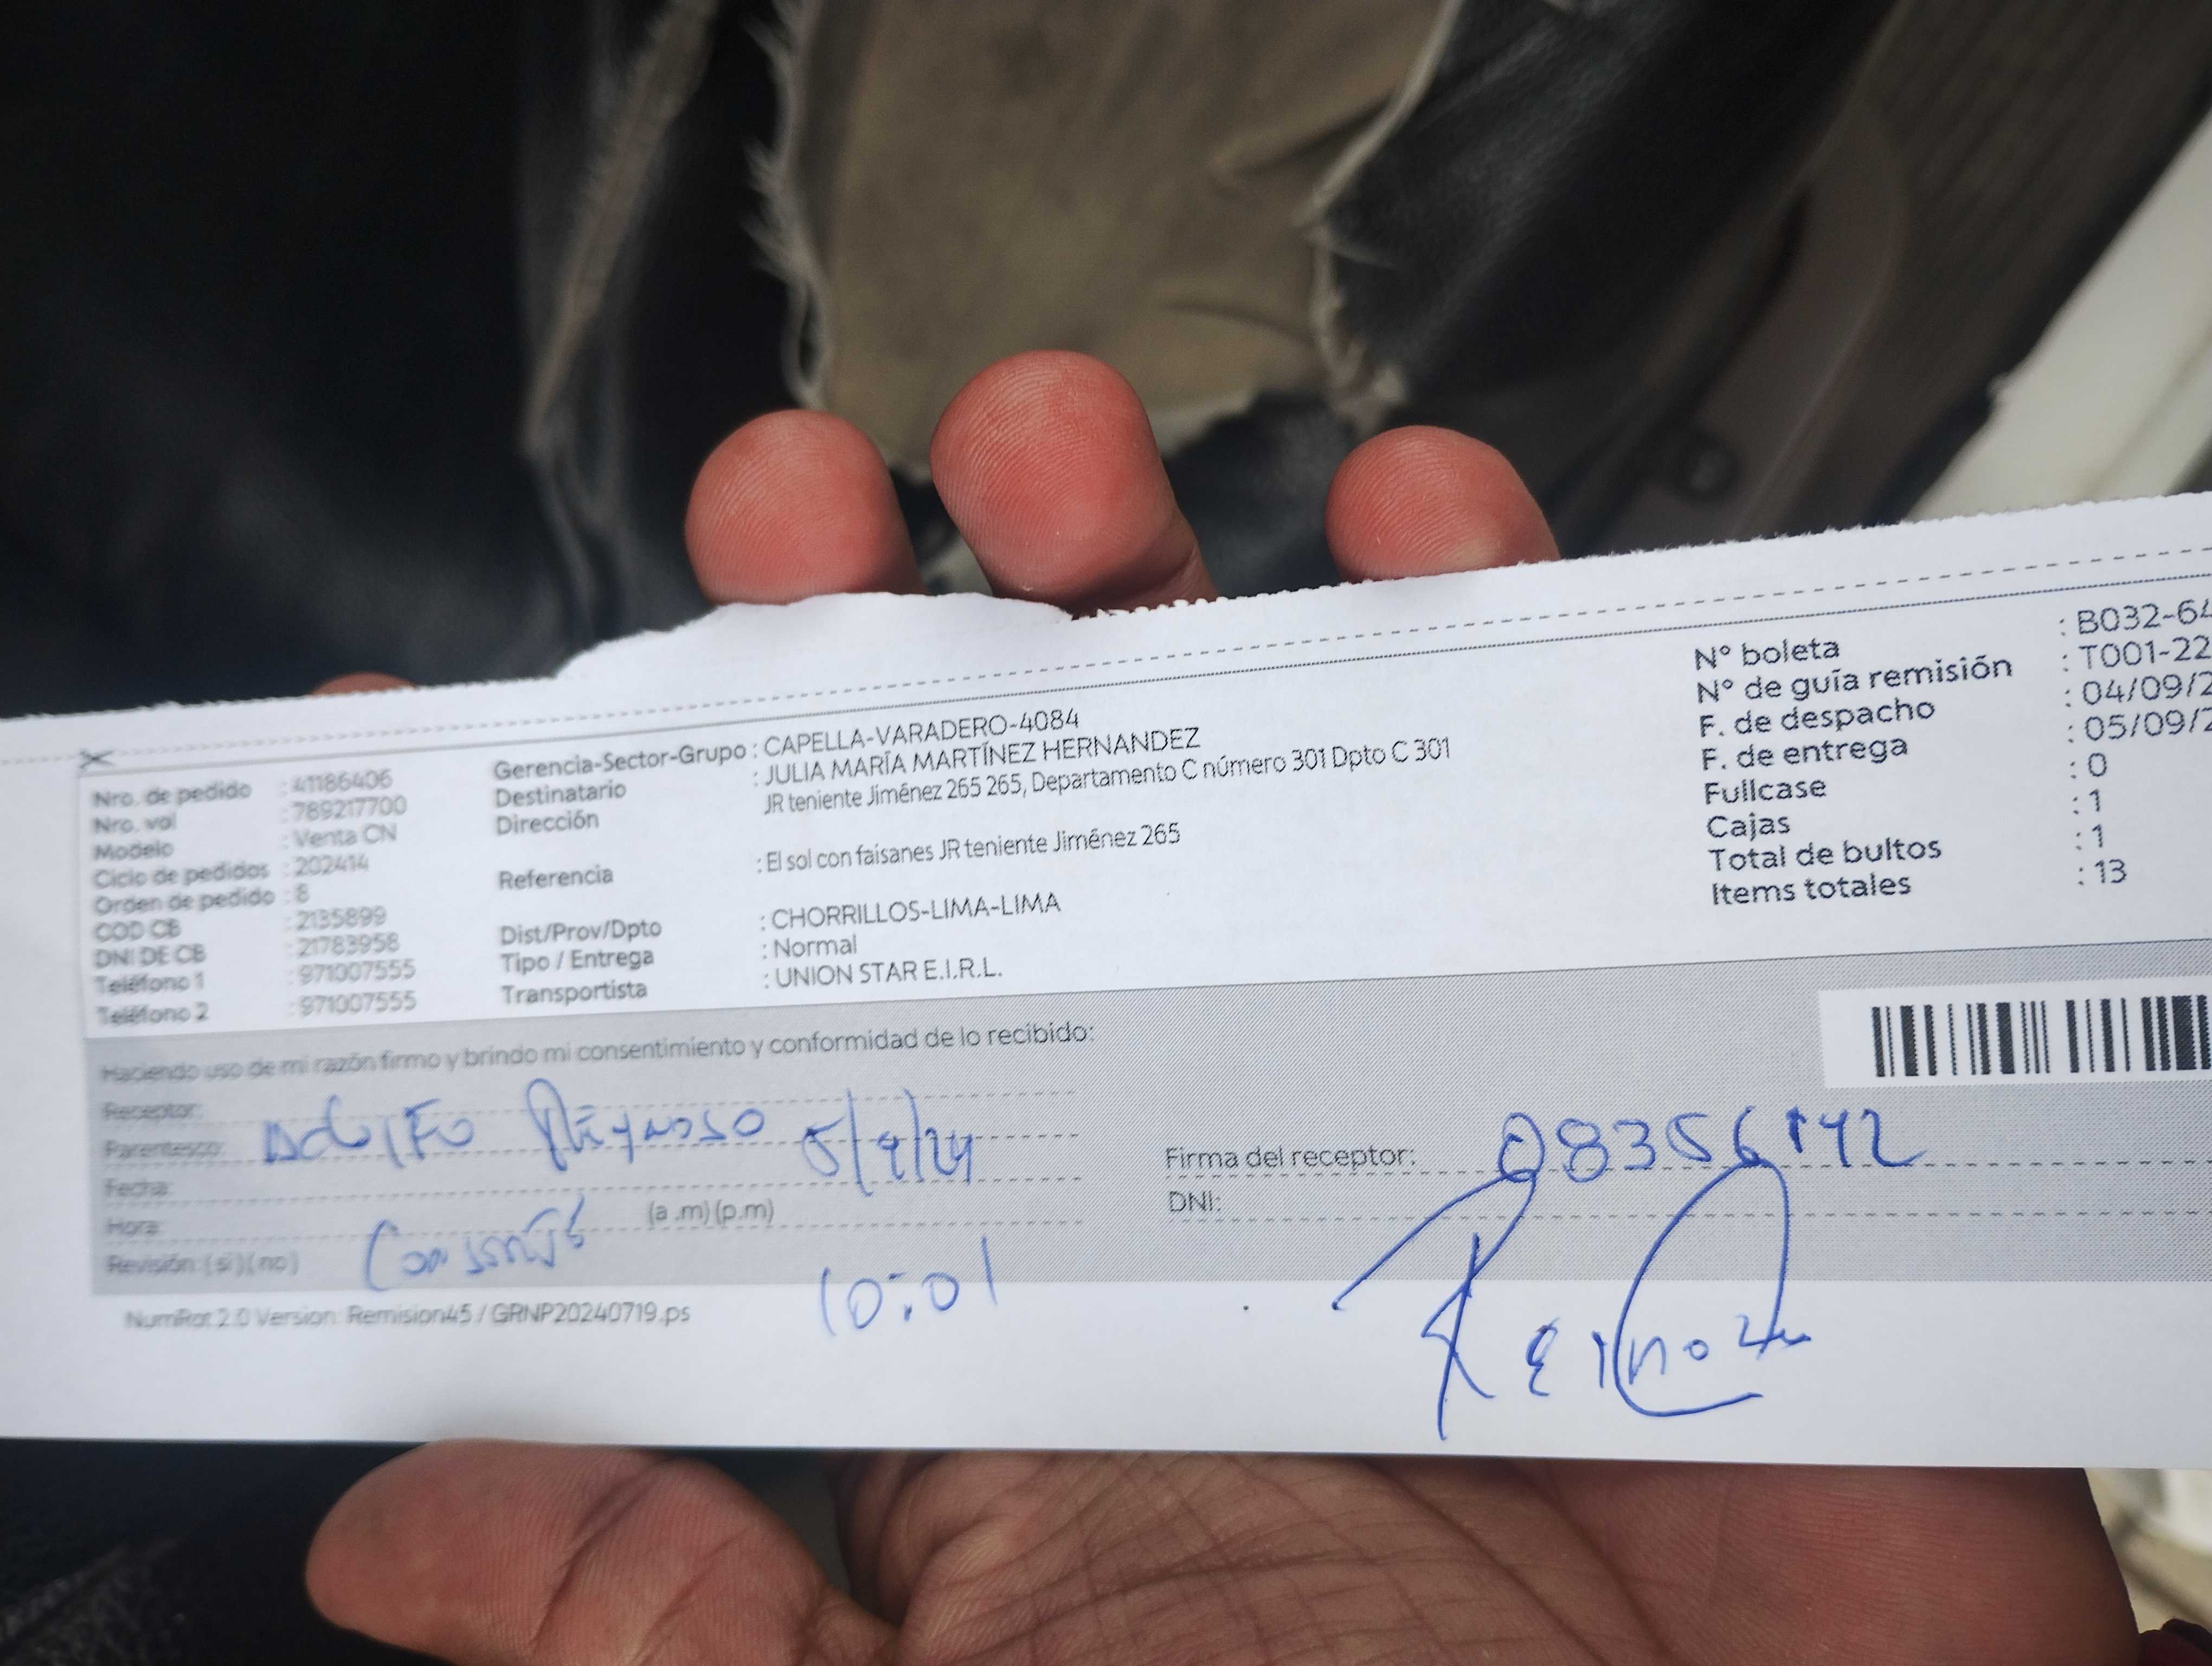 Nro. de pedido : 41186406
Nro. vol : 789217700
Modelo : Venta CN
Ciclo de pedidos : 202414
Orden de pedido : 8
COD CB : 2135899
DNI DE CB : 21783958
Teléfono 1 : 971007555
Teléfono 2 : 971007555
Gerencia-Sector-Grupo : CAPELLA-VARADERO-4084
Destinatario : JULIA MARÍA MARTÍNEZ HERNANDEZ
Dirección JR teniente Jiménez 265 265, Departamento C número 301 Dpto C 301
Referencia : El sol con faisanes JR teniente Jiménez 265
Dist/Prov/Dpto : CHORRILLOS-LIMA-LIMA
Tipo / Entrega : Normal
Transportista : UNION STAR E.I.R.L.
N° boleta : B032-64
N° de guía remisión : T001-22
F. de despacho : 04/09/2
F. de entrega : 05/09/2
Fullcase : 0
Cajas : 1
Total de bultos : 1
Items totales : 13
Haciendo uso de mi razón firmo y brindo mi consentimiento y conformidad de lo recibido:
Receptor:
Parentesco: Adolfo Reynoso 5/9/24
Fecha:
Hora: (a .m) (p.m)
Revisión: ( si ) ( no )
10:01
Firma del receptor: 08356142
DNI:
NumRot 2.0 Version: Remision45 / GRNP20240719.ps